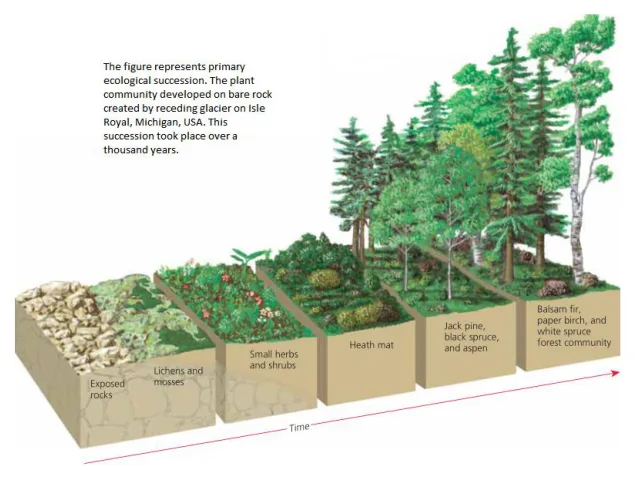 The figure represents primary
ecological succession. The plant
community developed on bare rock
created by receding glacier on Isle
Royal, Michigan, USA. This
succession took place over a
thousand years.
Exposed
rocks
Lichens and
mosses
Small herbs
and shrubs
Heath mat
Jack pine,
black spruce,
and aspen
Balsam fir,
paper birch, and
white spruce
forest community
Time